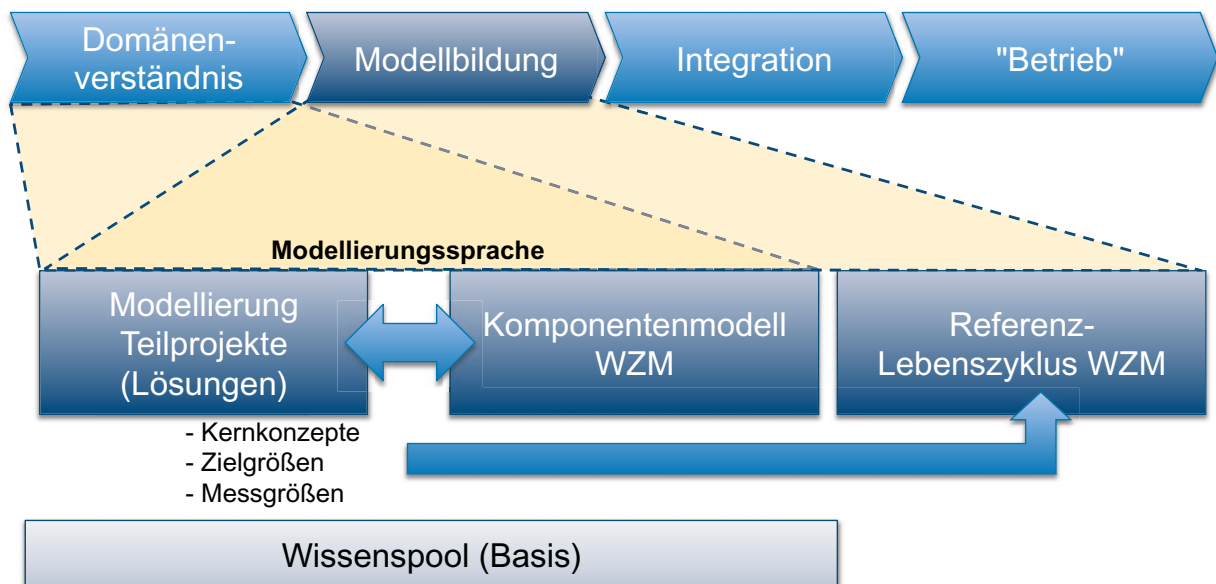 Domänen-
verständnis
Modellbildung
Integration
"Betrieb"
Modellierungssprache
Modellierung
Teilprojekte
(Lösungen)
Komponentenmodell
WZM
Referenz-
Lebenszyklus WZM
- Kernkonzepte
- Zielgrößen
- Messgrößen
Wissenspool (Basis)